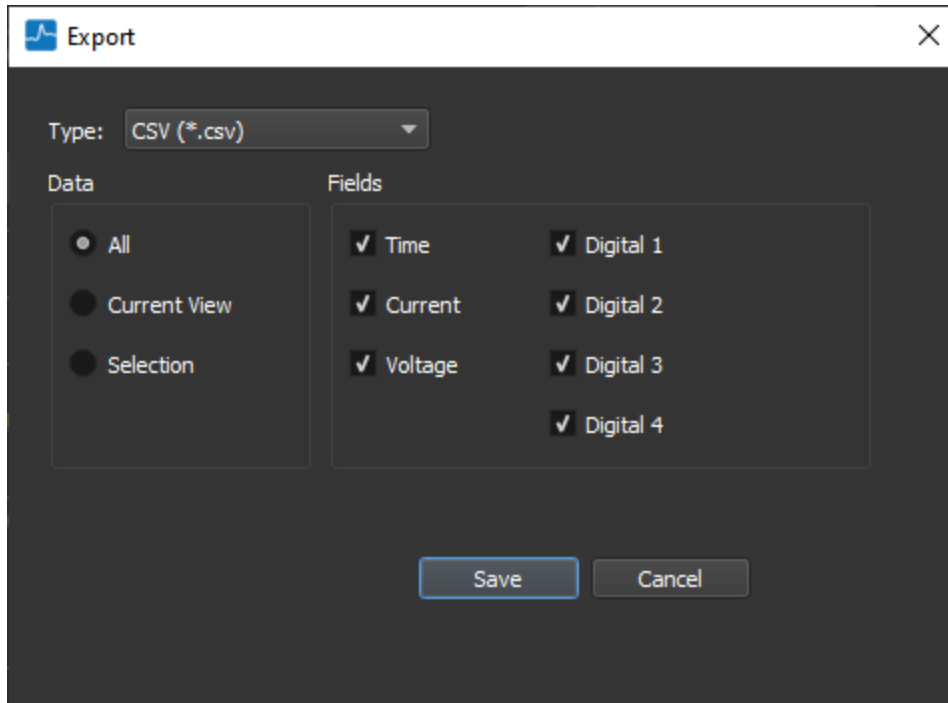 Export
Type: CSV (*.csv)
Data
All
Current View
Selection
Fields
Time
Current
Voltage
Digital 1
Digital 2
Digital 3
Digital 4
Save
Cancel